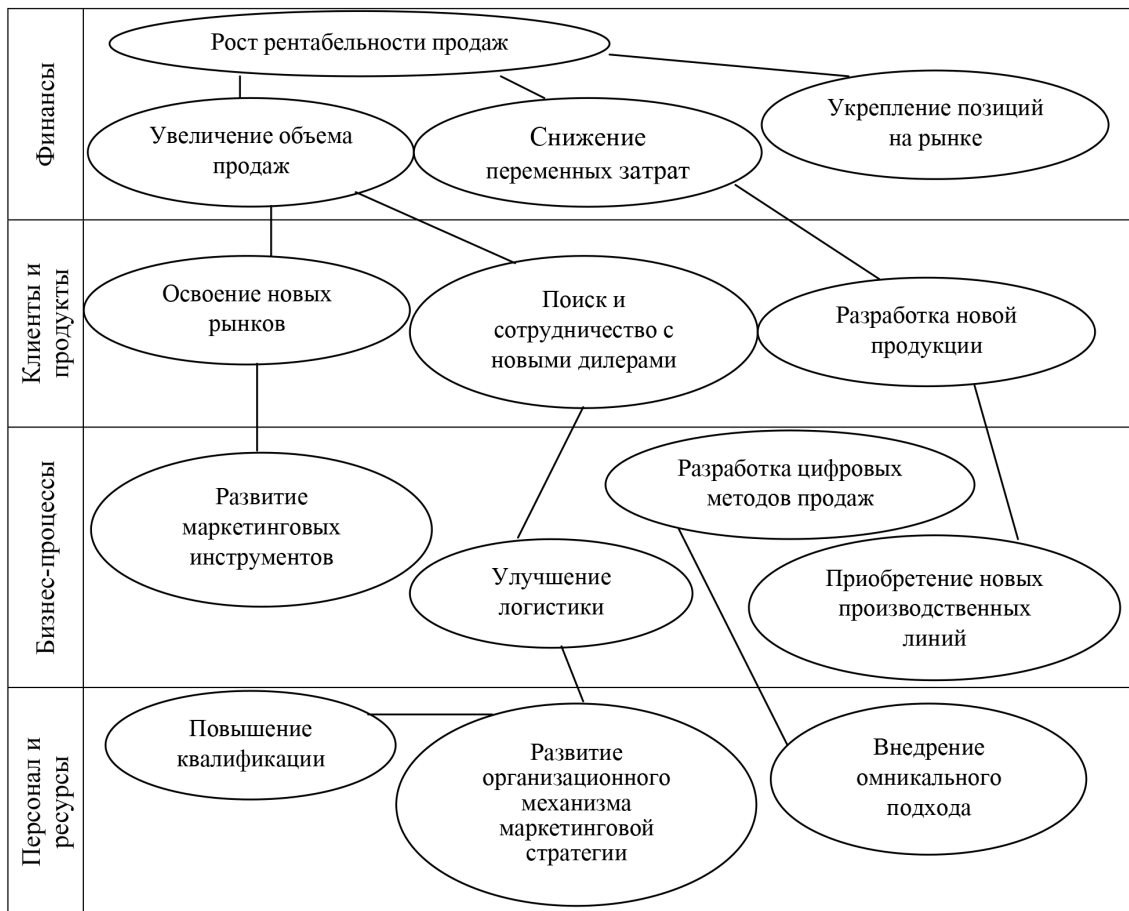 Финансы
Рост рентабельности продаж
Увеличение объема
продаж
Снижение
переменных затрат
Укрепление позиций
на рынке
Клиенты и
продукты
Освоение новых
рынков
Поиск и
сотрудничество с
новыми дилерами
Разработка новой
продукции
Бизнес-процессы
Развитие
маркетинговых
инструментов
Улучшение
логистики
Разработка цифровых
методов продаж
Приобретение новых
производственных
линий
Персонал и
ресурсы
Повышение
квалификации
Развитие
организационного
механизма
маркетинговой
стратегии
Внедрение
омникального
подхода